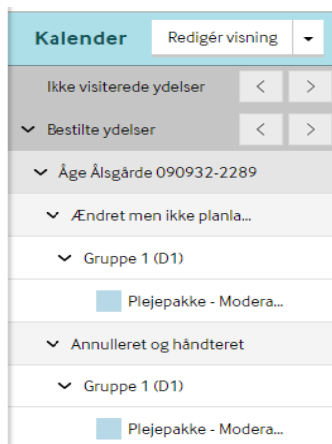 Kalender Redigér visning
Ikke visiterede ydelser
Bestilte ydelser
Åge Ålsgårde 090932-2289
Ændret men ikke planla...
Gruppe 1 (D1)
Plejepakke - Modera...
Annulleret og håndteret
Gruppe 1 (D1)
Plejepakke - Modera...